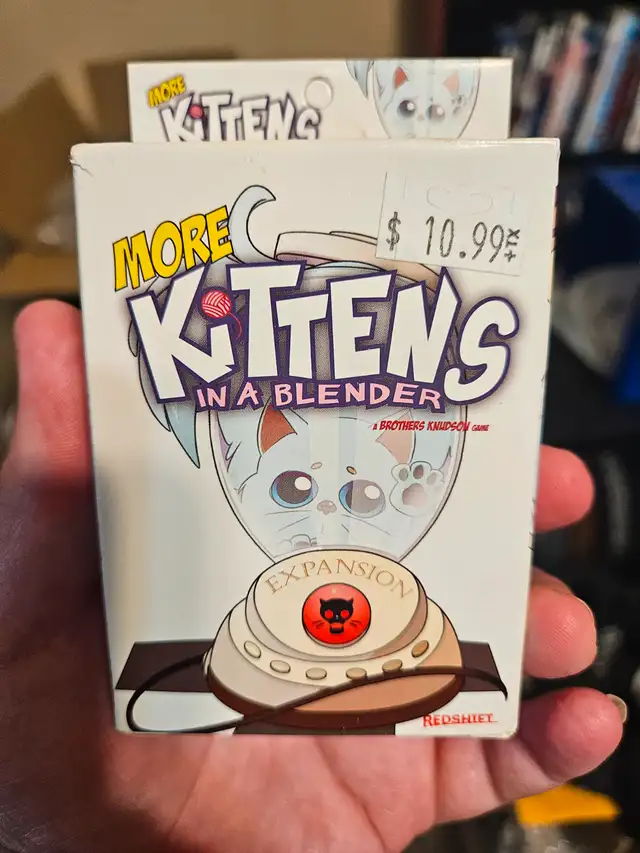 MORE
KiTTENS
MORE
$ 10.99
KiTTENS
IN A BLENDER
A BROTHERS KNUDSON GAME
EXPANSION
REDSHIFT